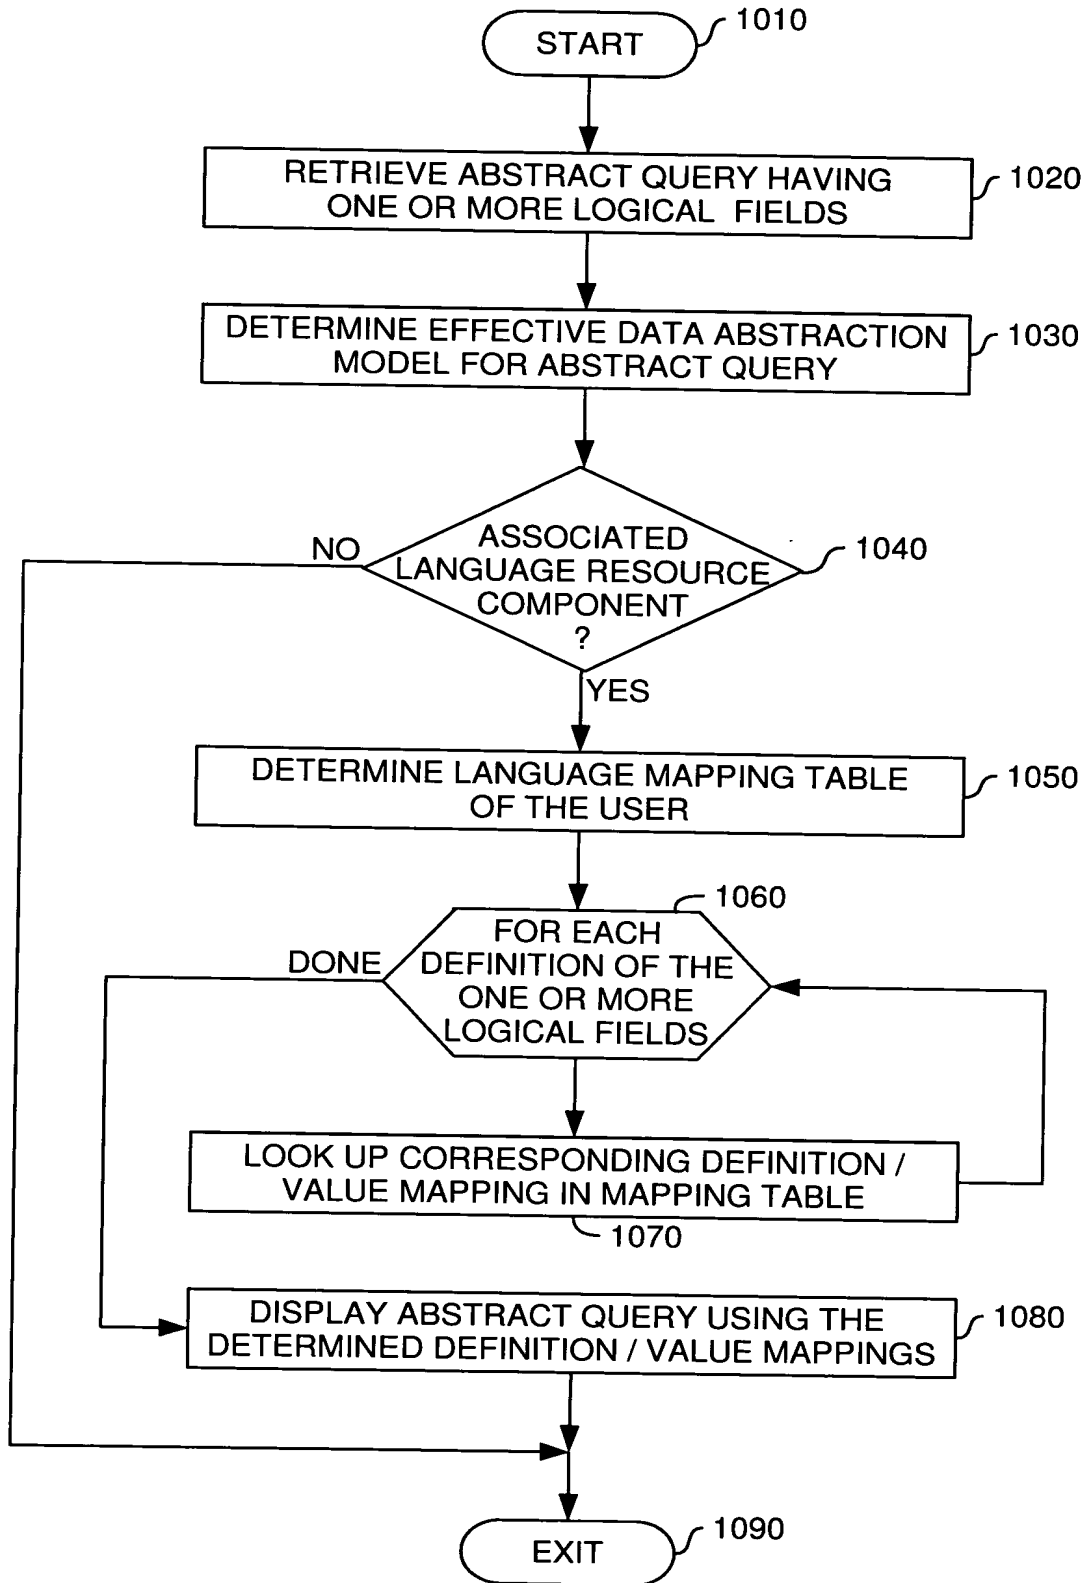 START
1010
RETRIEVE ABSTRACT QUERY HAVING
ONE OR MORE LOGICAL FIELDS
1020
DETERMINE EFFECTIVE DATA ABSTRACTION
MODEL FOR ABSTRACT QUERY
1030
NO
ASSOCIATED
LANGUAGE RESOURCE
COMPONENT
?
1040
YES
DETERMINE LANGUAGE MAPPING TABLE
OF THE USER
1050
1060
DONE
FOR EACH
DEFINITION OF THE
ONE OR MORE
LOGICAL FIELDS
LOOK UP CORRESPONDING DEFINITION /
VALUE MAPPING IN MAPPING TABLE
1070
DISPLAY ABSTRACT QUERY USING THE
DETERMINED DEFINITION / VALUE MAPPINGS
1080
EXIT
1090